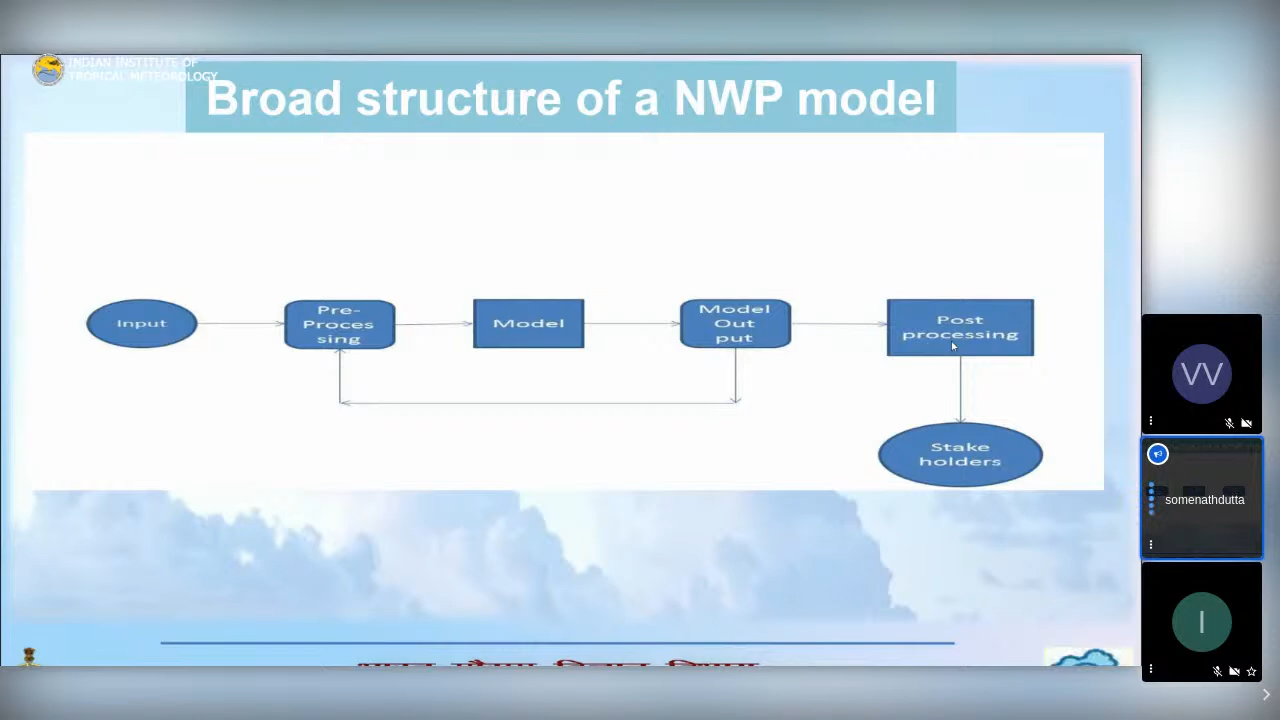 INDIAN INSTITUTE OF
TROPICAL METEOROLOGY
Broad structure of a NWP model
Input
Pre-
Proces
sing
Model
Model
Out
put
Post
processing
Stake
holders
VV
somenathdutta
I